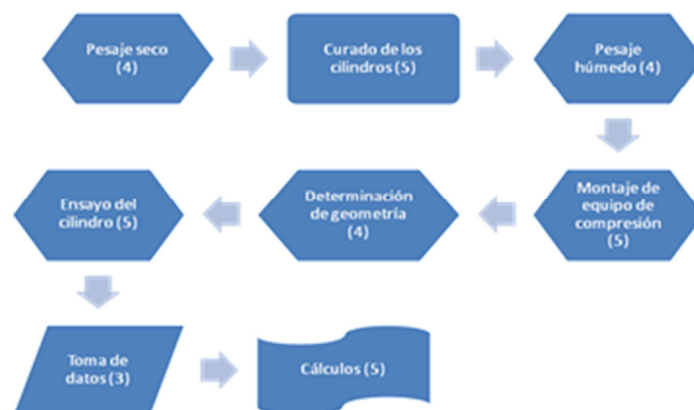 Pesaje seco
(4)
Curado de los
cilindros (5)
Pesaje
húmedo (4)
Montaje de
equipo de
compresión
(5)
Determinación
de geometría
(4)
Ensayo del
cilindro (5)
Toma de
datos (3)
Cálculos (5)